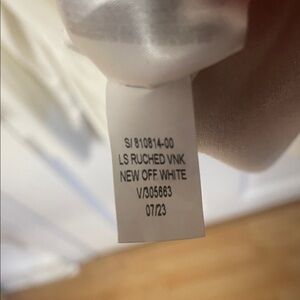 S/ 810814-00
LS RUCHED VNK
NEW OFF WHITE
V/305663
07/23